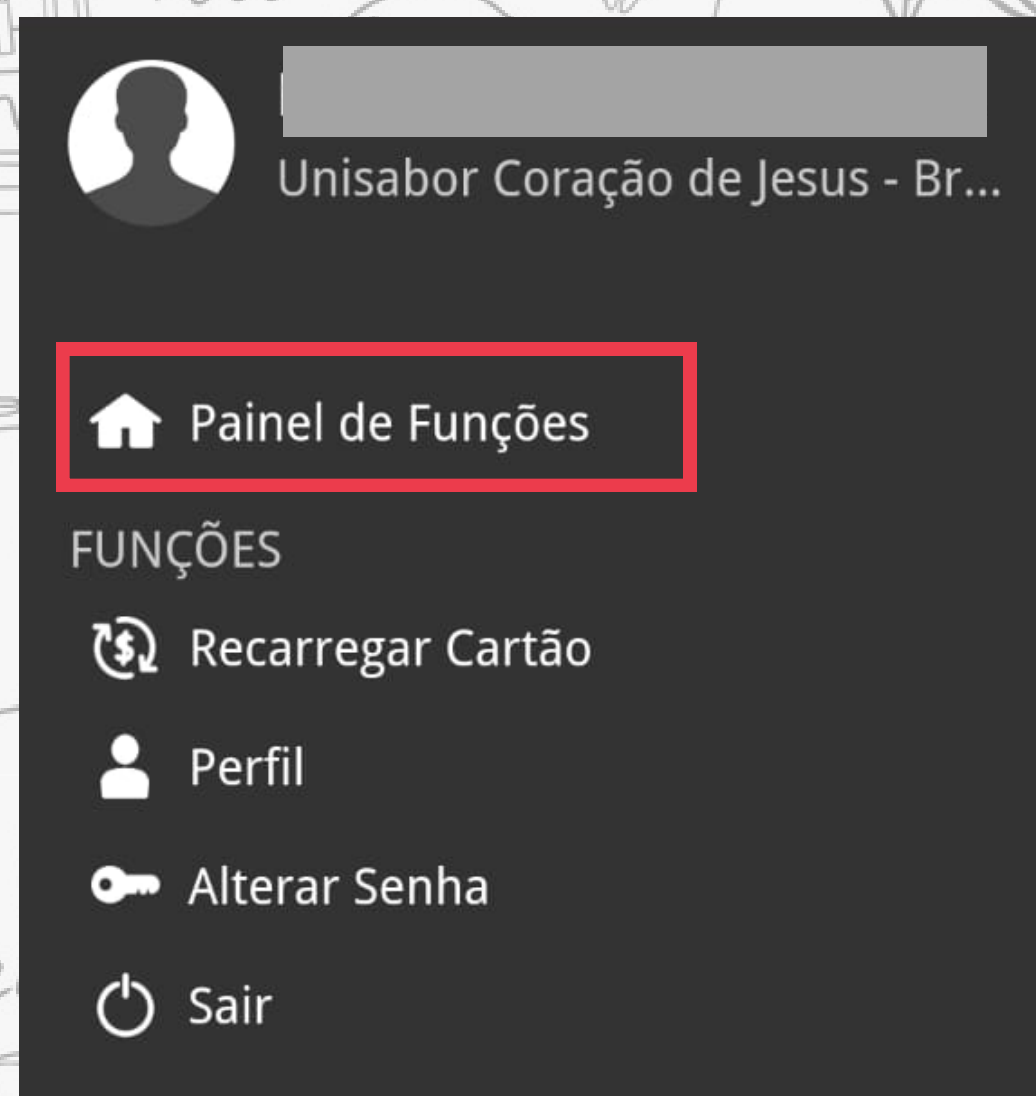 Unisabor Coração de Jesus - Br...
Painel de Funções
FUNÇÕES
Recarregar Cartão
Perfil
Alterar Senha
Sair